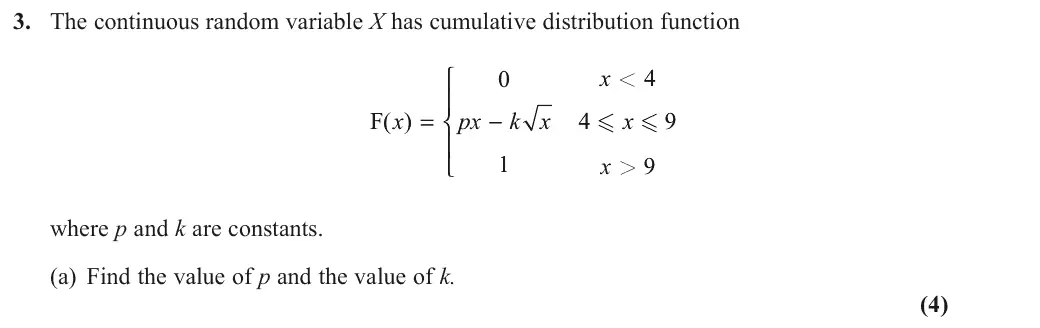 3. The continuous random variable X has cumulative distribution function
0 x < 4
F(x) = { px − k√x 4 ⩽ x ⩽ 9
1 x > 9
where p and k are constants.
(a) Find the value of p and the value of k.
(4)